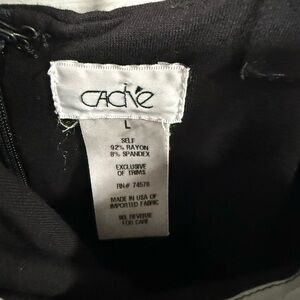 CACHÉ
L
SELF
92% RAYON
8% SPANDEX
EXCLUSIVE
OF TRIMS
RN# 74578
MADE IN USA OF
IMPORTED FABRIC
SEE REVERSE
FOR CARE